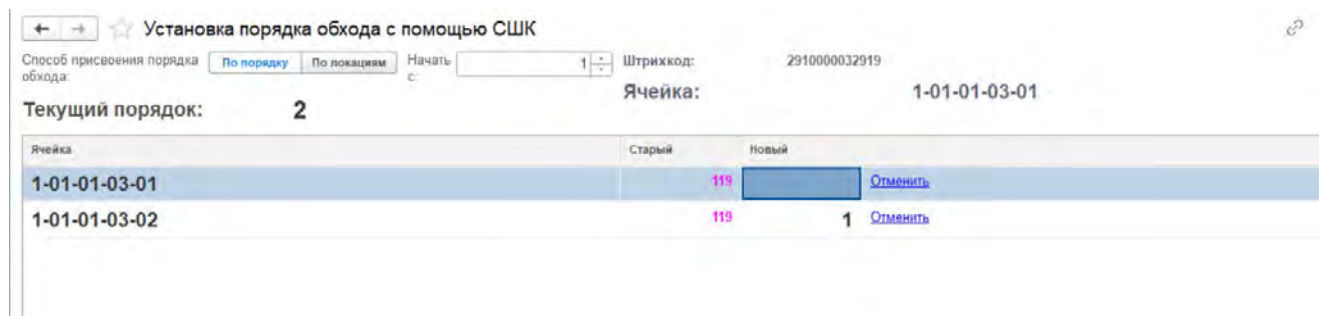 Установка порядка обхода с помощью СШК
Способ присвоения порядка обхода: По порядку По локациям Начать с: 1 Штрихкод: 2910000032919
Ячейка: 1-01-01-03-01
Текущий порядок: 2
Ячейка Старый Новый
1-01-01-03-01 119 Отменить
1-01-01-03-02 119 1 Отменить